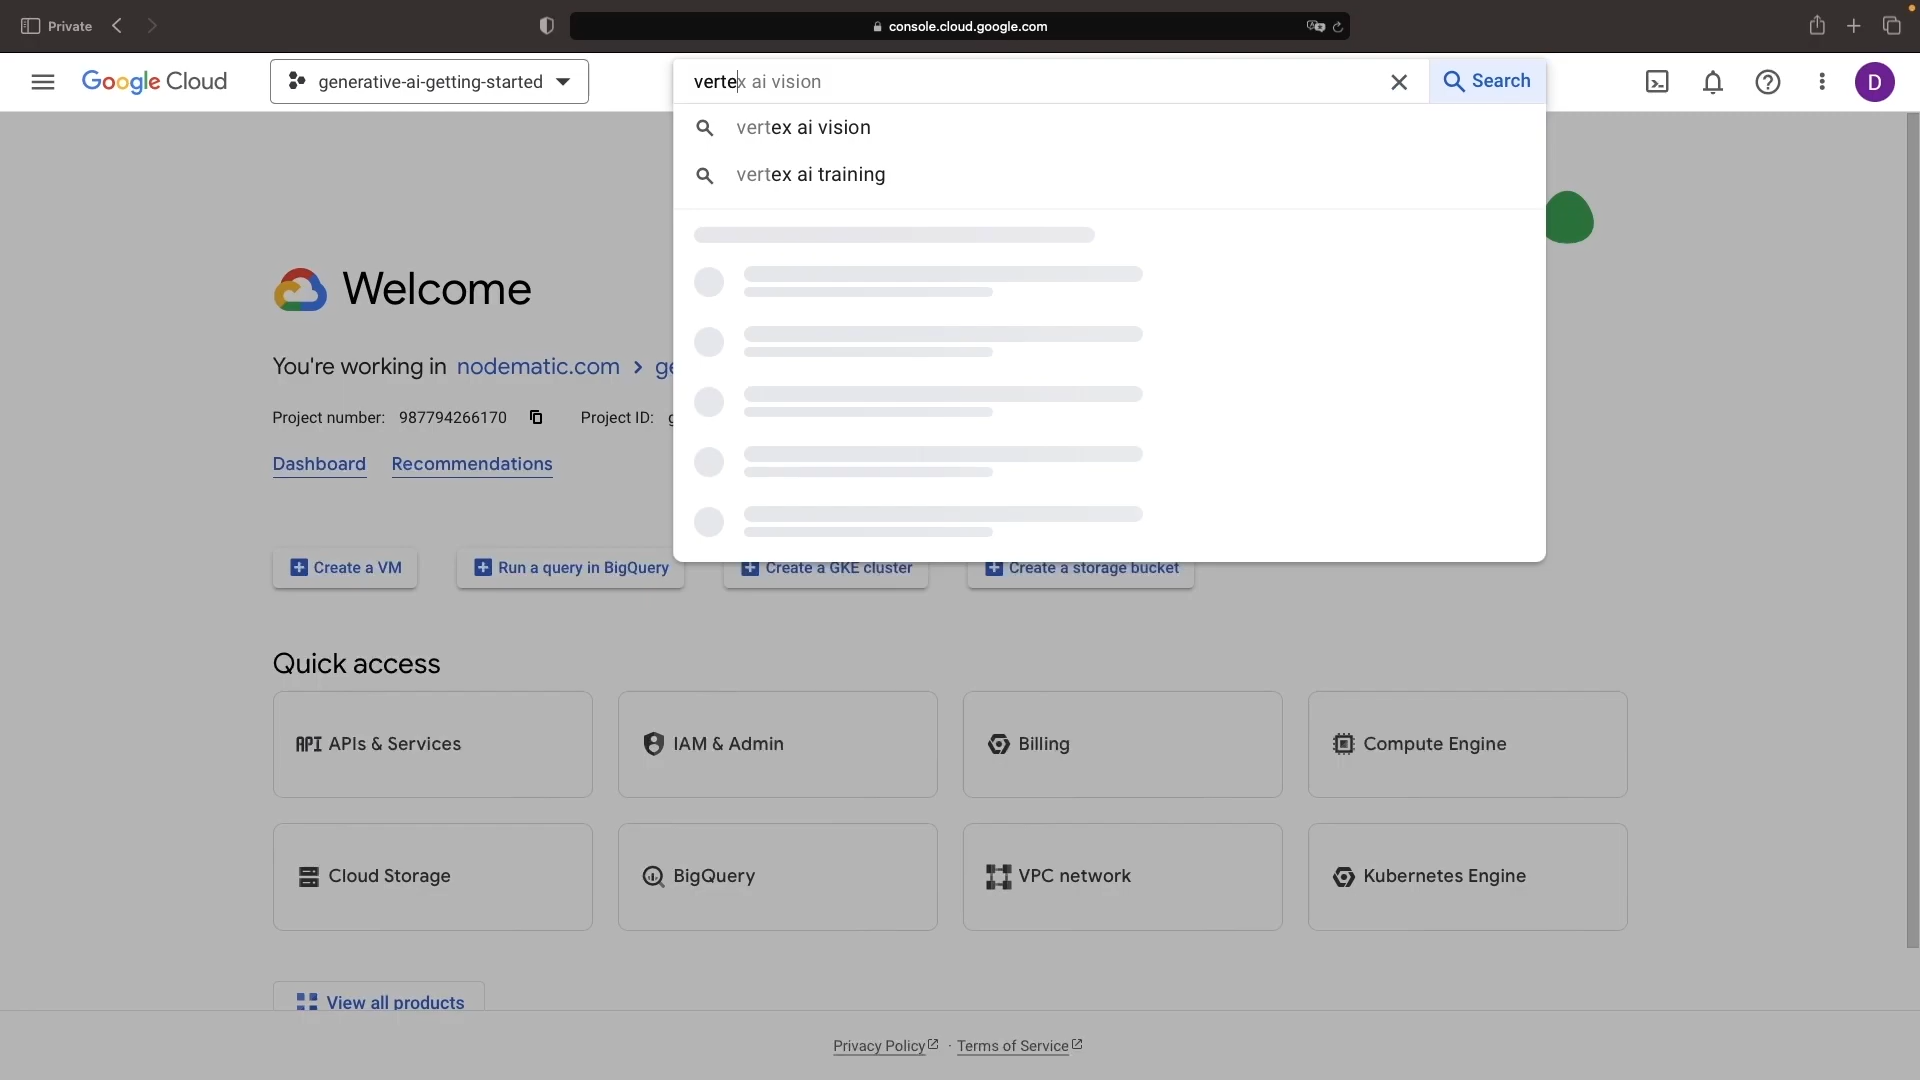 Private
console.cloud.google.com
Google Cloud
generative-ai-getting-started
vertex ai vision
Search
D
vertex ai vision
vertex ai training
Welcome
You're working in nodematic.com > ge
Project number: 987794266170 Project ID: g
Dashboard Recommendations
Create a VM
Run a query in BigQuery
Create a GKE cluster
Create a storage bucket
Quick access
API APIs & Services
IAM & Admin
Billing
Compute Engine
Cloud Storage
BigQuery
VPC network
Kubernetes Engine
View all products
Privacy Policy · Terms of Service